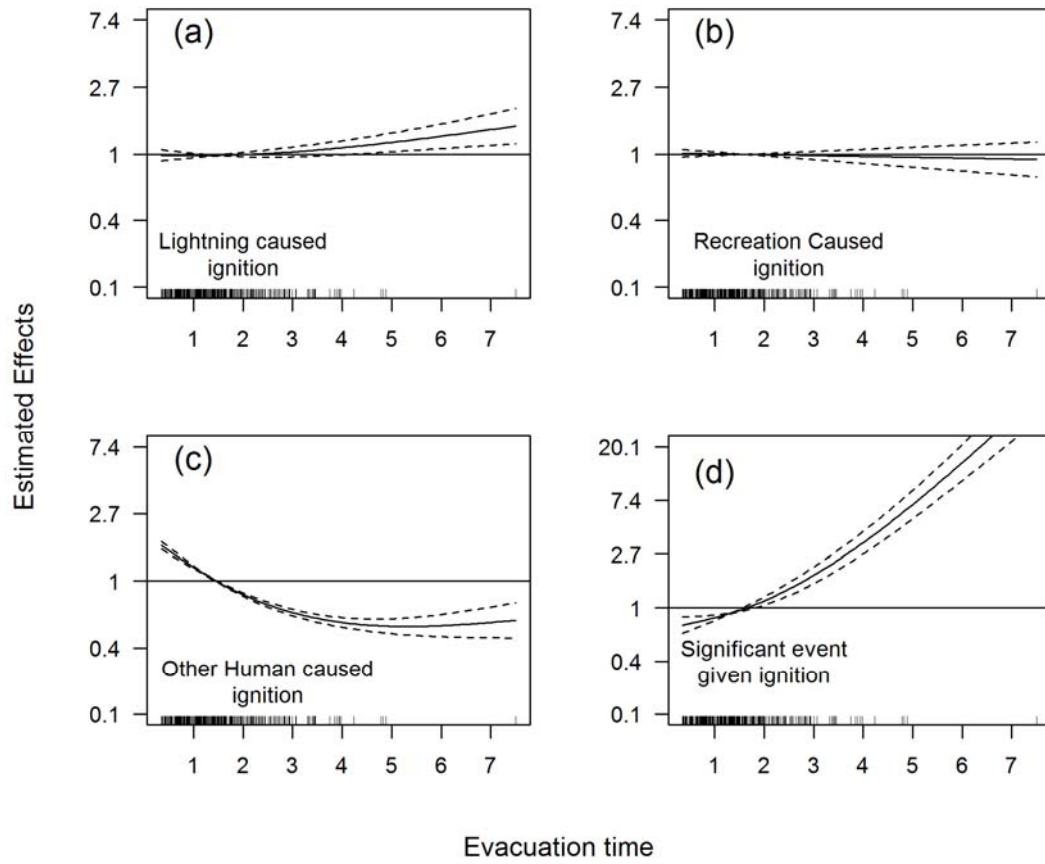 Estimated Effects
(a)
7.4
2.7
1
0.4
0.1
Lightning caused
ignition
1 2 3 4 5 6 7
(b)
7.4
2.7
1
0.4
0.1
Recreation Caused
ignition
1 2 3 4 5 6 7
(c)
7.4
2.7
1
0.4
0.1
Other Human caused
ignition
1 2 3 4 5 6 7
(d)
20.1
7.4
2.7
1
0.4
0.1
Significant event
given ignition
1 2 3 4 5 6 7
Evacuation time